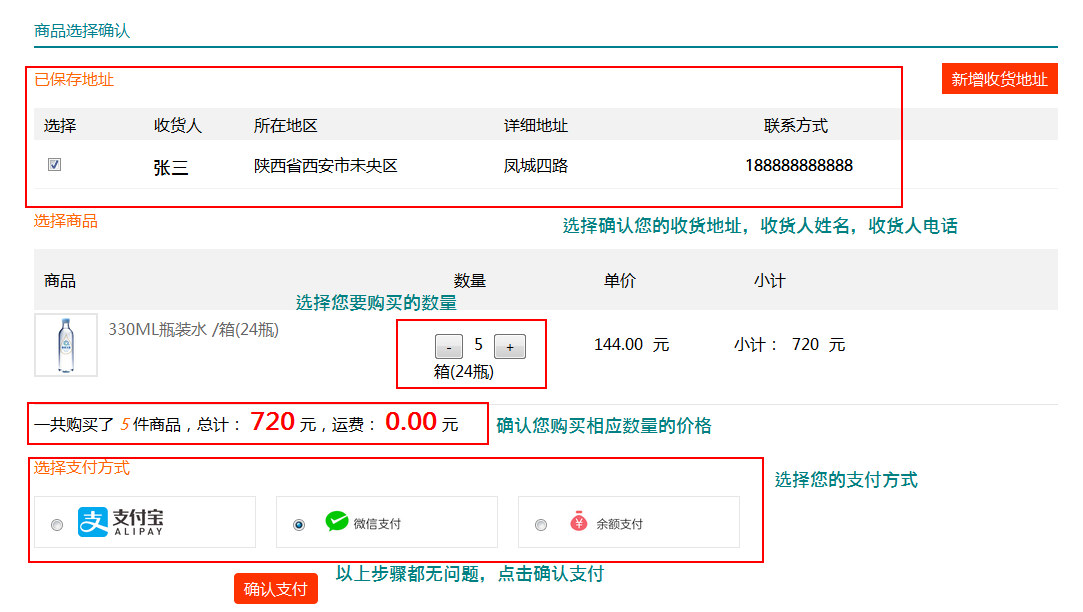 商品选择确认
已保存地址
新增收货地址
选择 收货人 所在地区 详细地址 联系方式
张三 陕西省西安市未央区 凤城四路 188888888888
选择商品
选择确认您的收货地址，收货人姓名，收货人电话
商品 数量 单价 小计
选择您要购买的数量
330ML瓶装水 /箱(24瓶) - 5 + 144.00 元 小计： 720 元
箱(24瓶)
一共购买了 5 件商品，总计： 720 元，运费： 0.00 元 确认您购买相应数量的价格
选择支付方式
选择您的支付方式
支付宝 ALIPAY 微信支付 余额支付
以上步骤都无问题，点击确认支付
确认支付